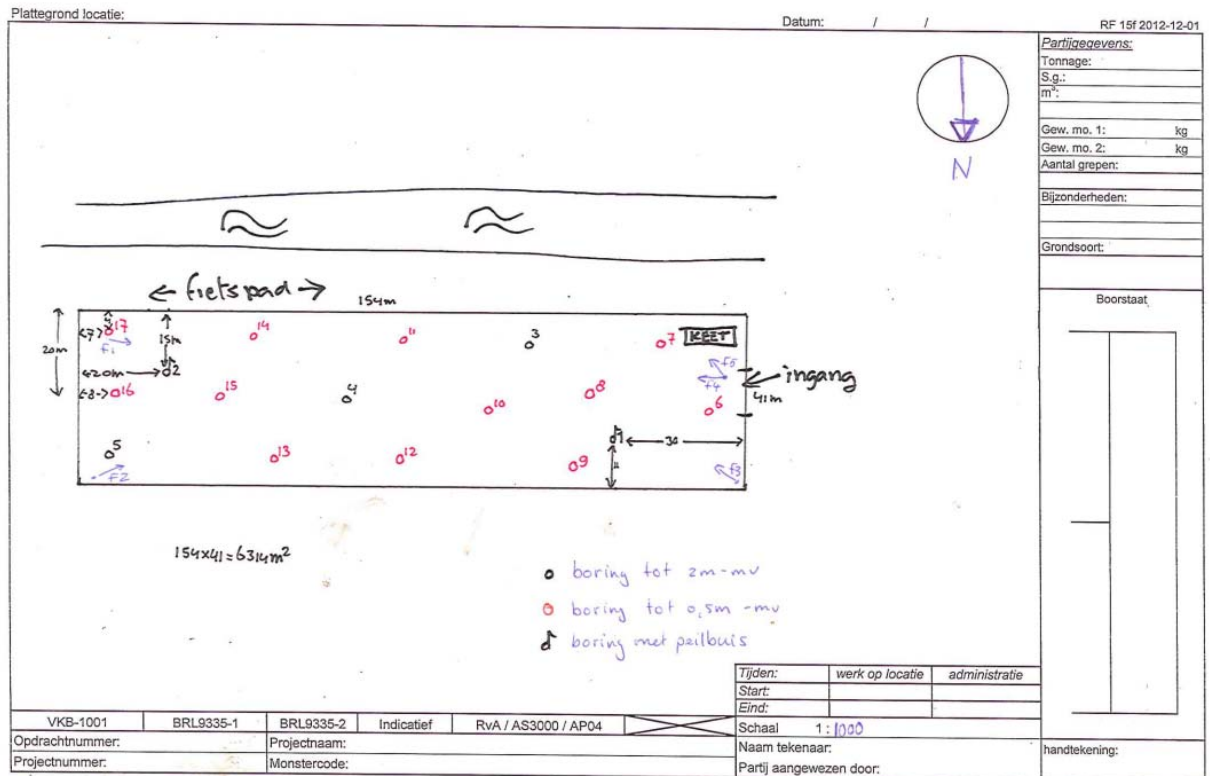 Plattegrond locatie:
Datum: / /
RF 15f 2012-12-01
Partijgegevens:
Tonnage:
S.g.:
m³:
Gew. mo. 1: kg
Gew. mo. 2: kg
Aantal grepen:
Bijzonderheden:
Grondsoort:
Boorstaat
N
← fietspad →
154m
20m
<7>
4
17
f1
15m
14
11
3
7
KEET
ingang
41m
f5
f4
←20m→
2
<-8->
16
15
4
10
8
6
5
f2
13
12
9
1
←30→
11
f3
154x41=6314m²
boring tot 2m-mv
boring tot 0,5m -mv
boring met peilbuis
Tijden: werk op locatie administratie
Start:
Eind:
VKB-1001 BRL9335-1 BRL9335-2 Indicatief RvA / AS3000 / AP04
Schaal 1: 1000
Opdrachtnummer: Projectnaam:
Naam tekenaar:
handtekening:
Projectnummer: Monstercode:
Partij aangewezen door: